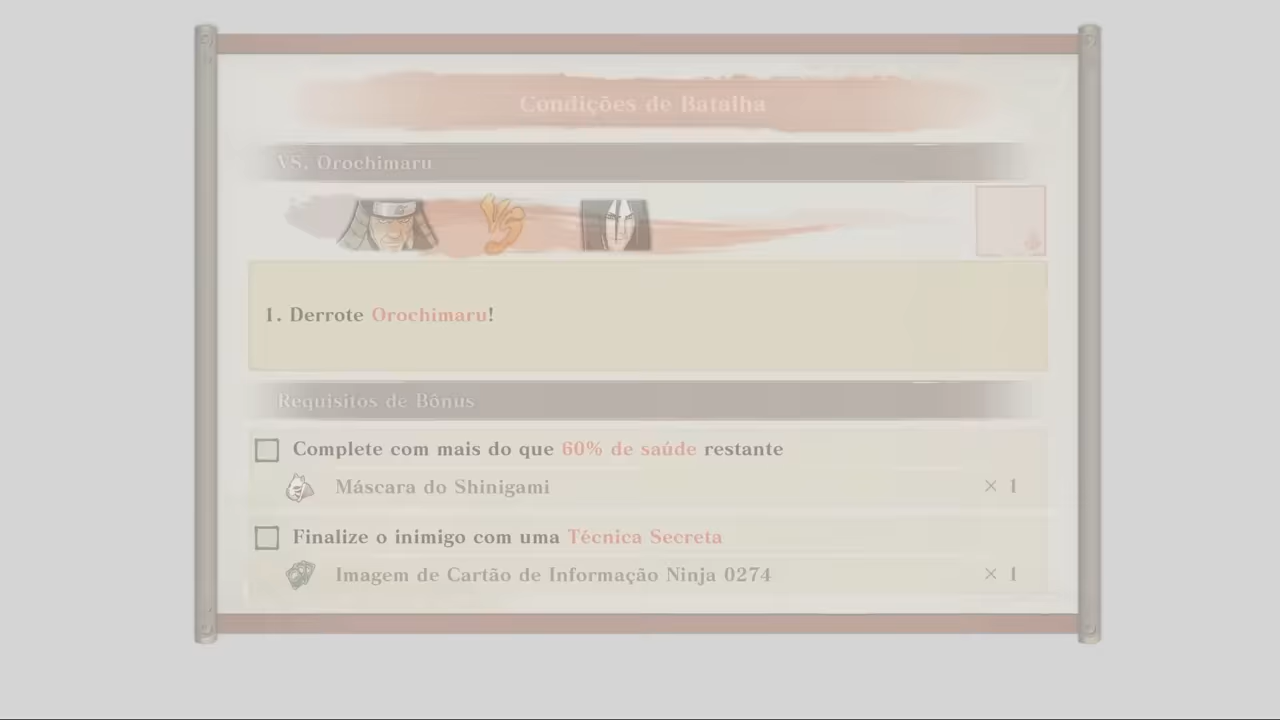 Condições de Batalha
VS. Orochimaru
VS
1. Derrote Orochimaru!
Requisitos de Bônus
Complete com mais do que 60% de saúde restante
Máscara do Shinigami × 1
Finalize o inimigo com uma Técnica Secreta
Imagem de Cartão de Informação Ninja 0274 × 1